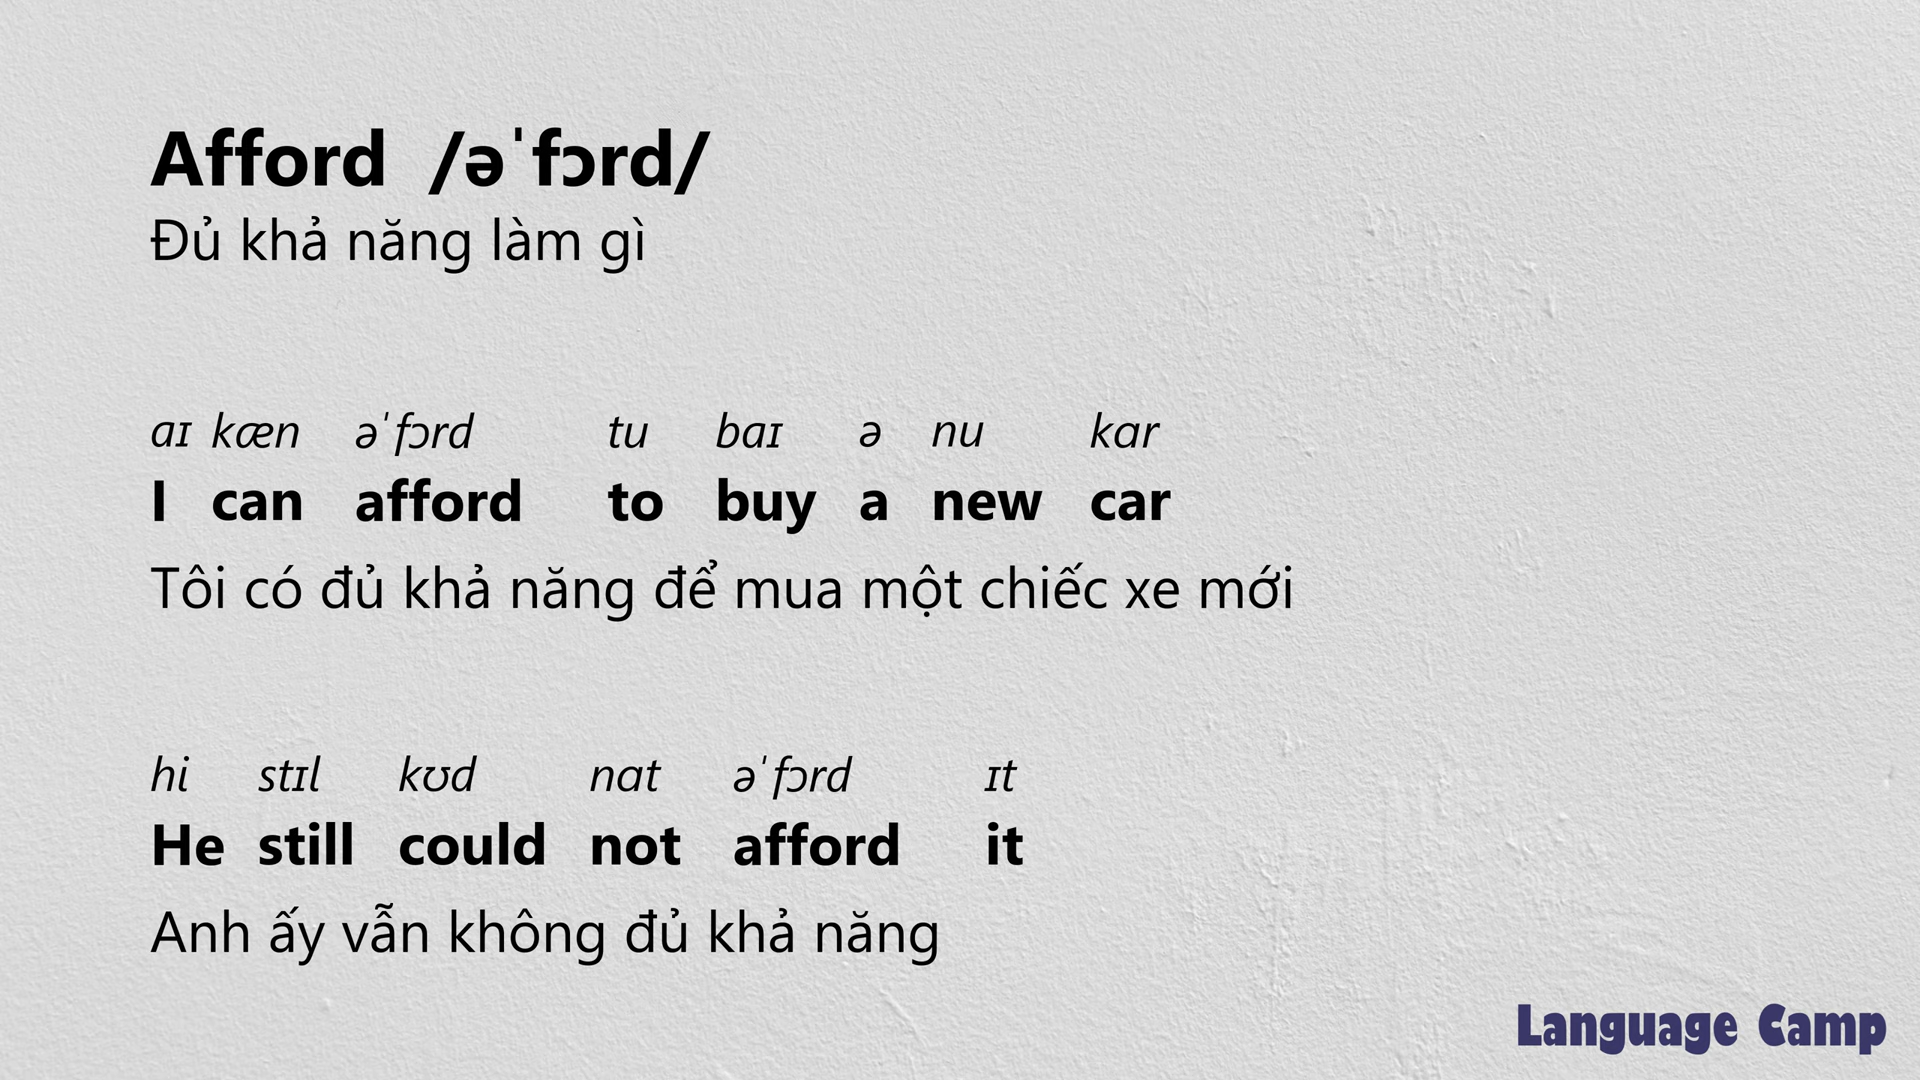 Afford /əˈfɔrd/
Đủ khả năng làm gì
aɪ kæn əˈfɔrd tu baɪ ə nu kɑr
I can afford to buy a new car
Tôi có đủ khả năng để mua một chiếc xe mới
hi stɪl kʊd nɑt əˈfɔrd ɪt
He still could not afford it
Anh ấy vẫn không đủ khả năng
Language Camp